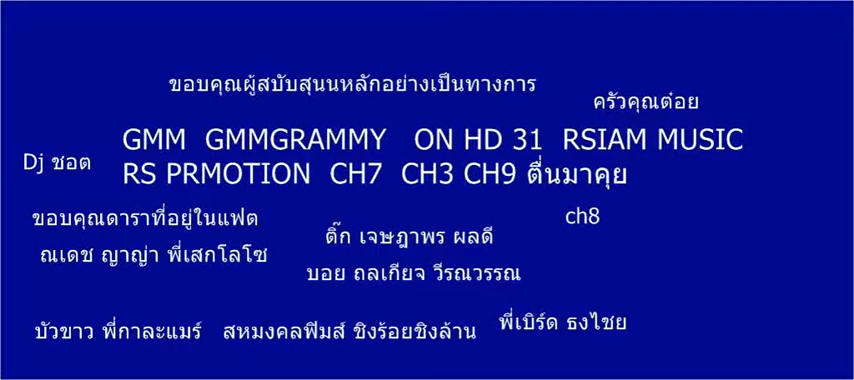 ขอบคุณผู้สบับสุนนหลักอย่างเป็นทางการ
ครัวคุณต๋อย
GMM GMMGRAMMY ON HD 31 RSIAM MUSIC
Dj ชอต
RS PRMOTION CH7 CH3 CH9 ตื่นมาคุย
ขอบคุณดาราที่อยู่ในแฟต
ch8
ติ๊ก เจษฎาพร ผลดี
ณเดช ญาญ่า พี่เสกโลโซ
บอย ถลเกียจ วีรณวรรณ
บัวขาว พี่กาละแมร์ สหมงคลฟิมส์ ชิงร้อยชิงล้าน
พี่เบิร์ด ธงไชย